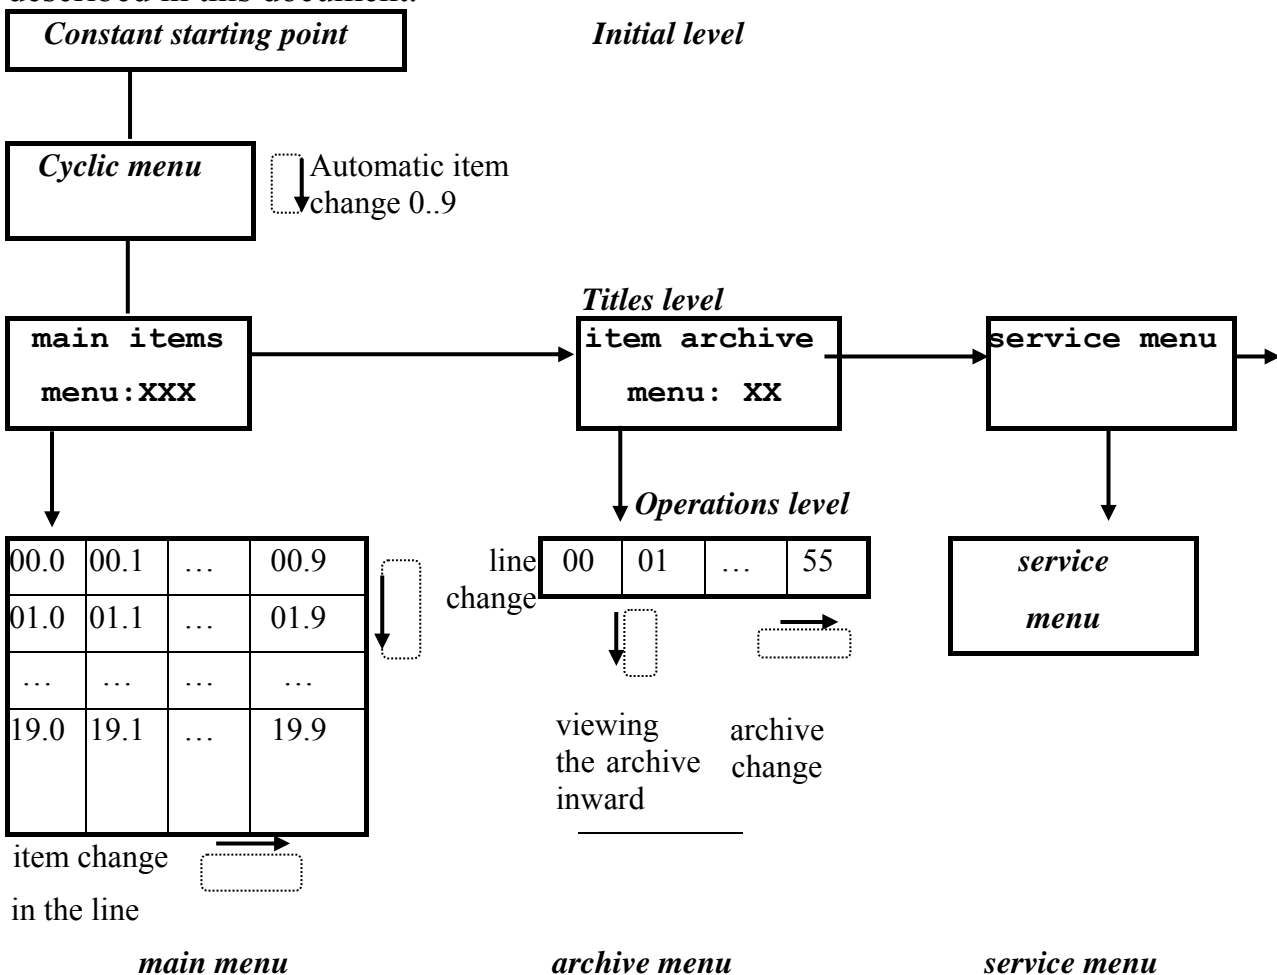 described in this document.
Constant starting point
Initial level
Cyclic menu
Automatic item
change 0..9
Titles level
main items
menu:XXX
item archive
menu: XX
service menu
Operations level
00.0 00.1 … 00.9
01.0 01.1 … 01.9
… … … …
19.0 19.1 … 19.9
line
change
00 01 … 55
service
menu
viewing
the archive
inward
archive
change
item change
in the line
main menu
archive menu
service menu